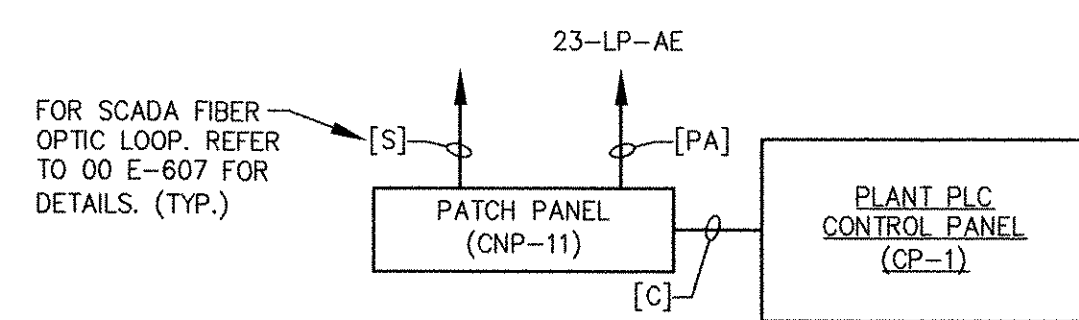 23-LP-AE
FOR SCADA FIBER
OPTIC LOOP. REFER
TO 00 E-607 FOR
DETAILS. (TYP.)
[S]
[PA]
PATCH PANEL
(CNP-11)
[C]
PLANT PLC
CONTROL PANEL
(CP-1)